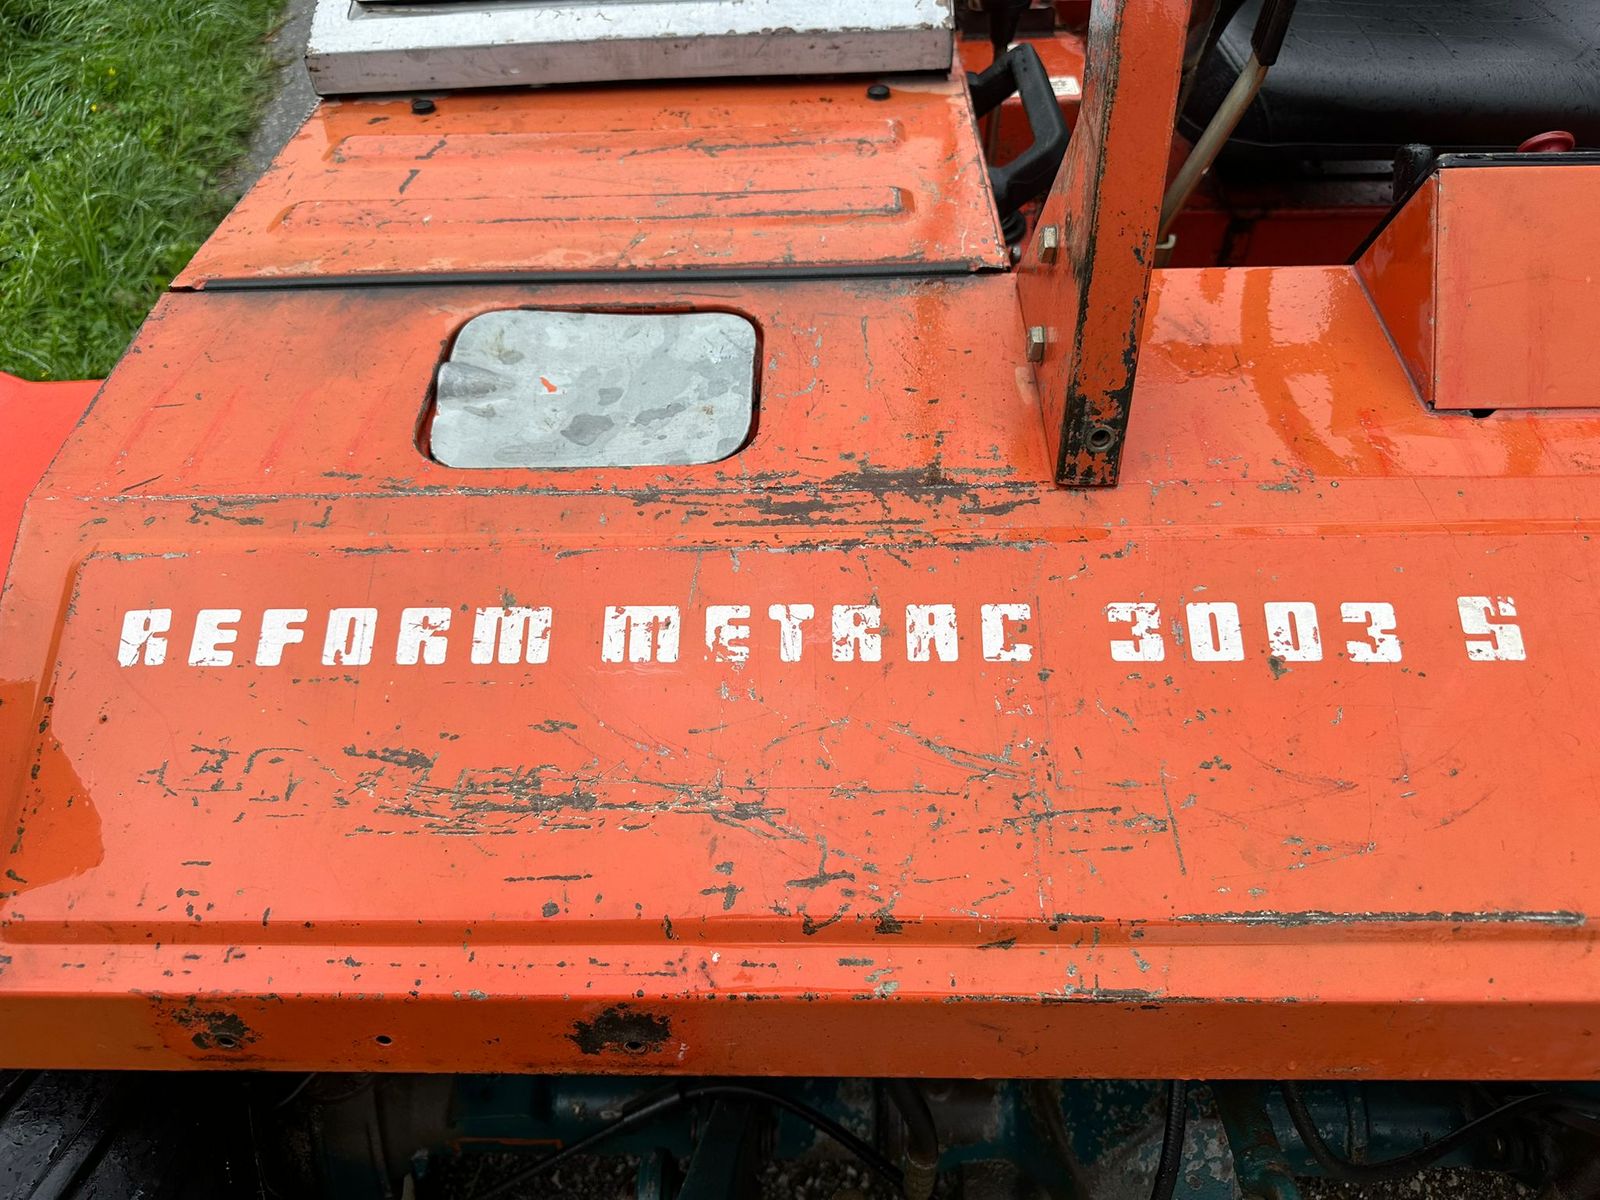 REFORM METRAC 3003 S